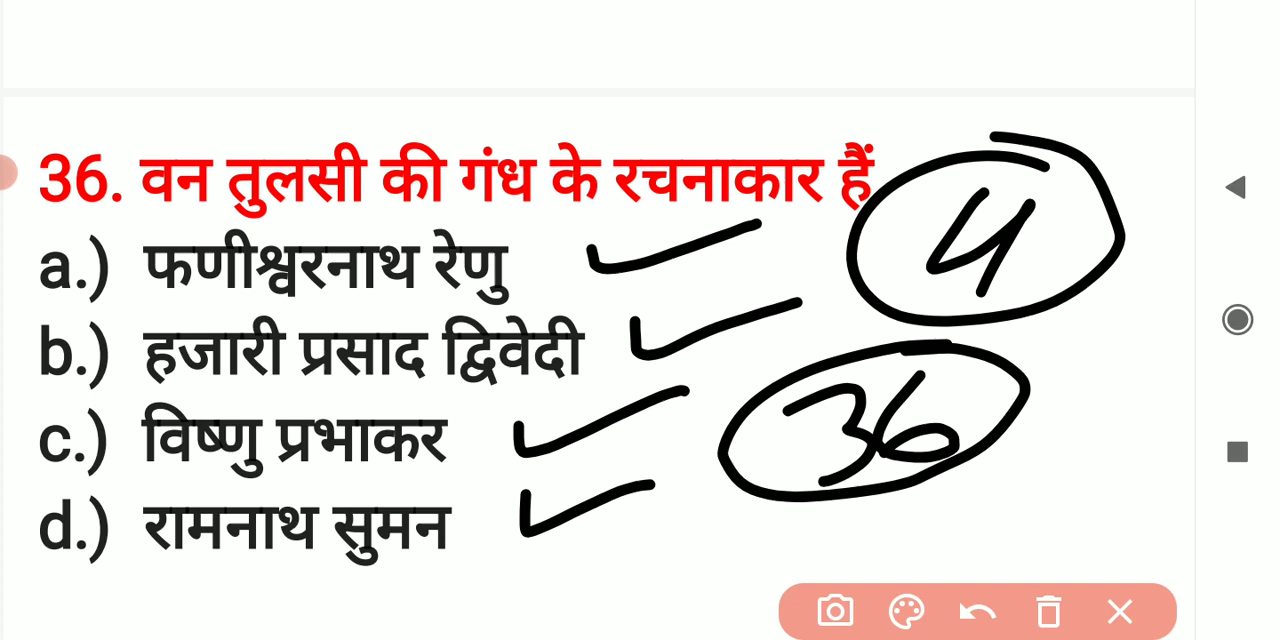 36. वन तुलसी की गंध के रचनाकार हैं
a.) फणीश्वरनाथ रेणु
b.) हजारी प्रसाद द्विवेदी
c.) विष्णु प्रभाकर
d.) रामनाथ सुमन
4
36